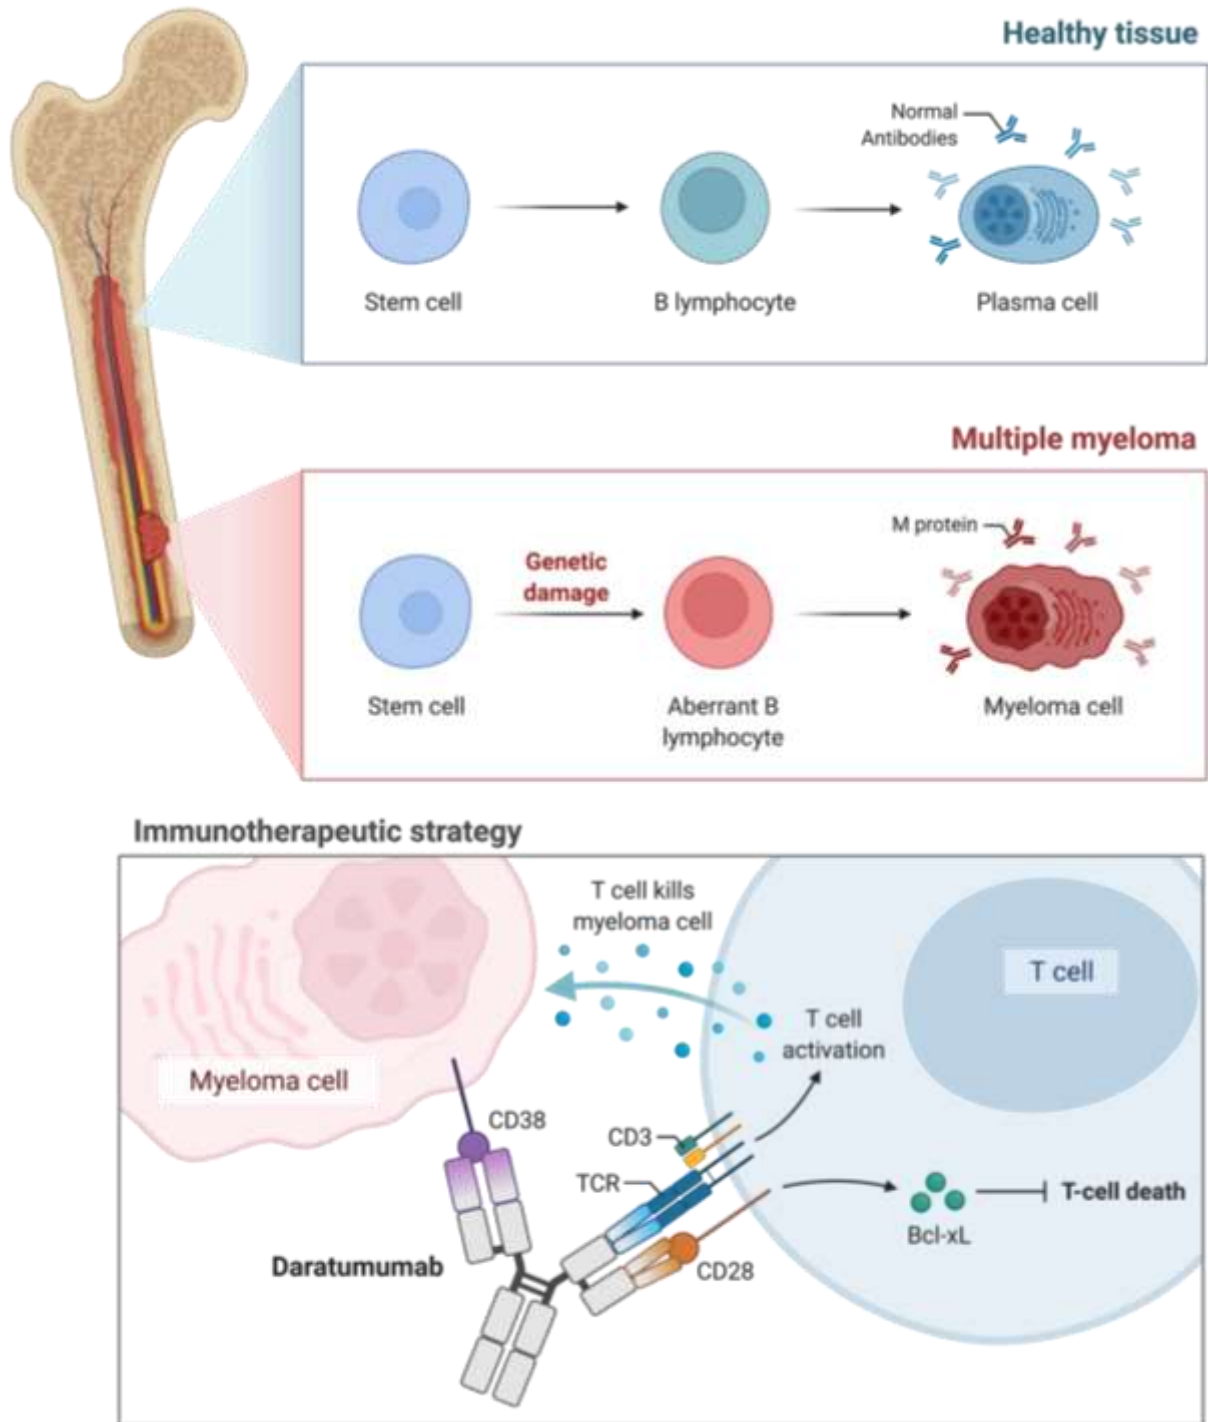 Healthy tissue
Normal
Antibodies
Stem cell
B lymphocyte
Plasma cell
Multiple myeloma
M protein
Genetic
damage
Stem cell
Aberrant B
lymphocyte
Myeloma cell
Immunotherapeutic strategy
T cell kills
myeloma cell
T cell
T cell
activation
Myeloma cell
CD38
CD3
TCR
T-cell death
Bcl-xL
Daratumumab
CD28